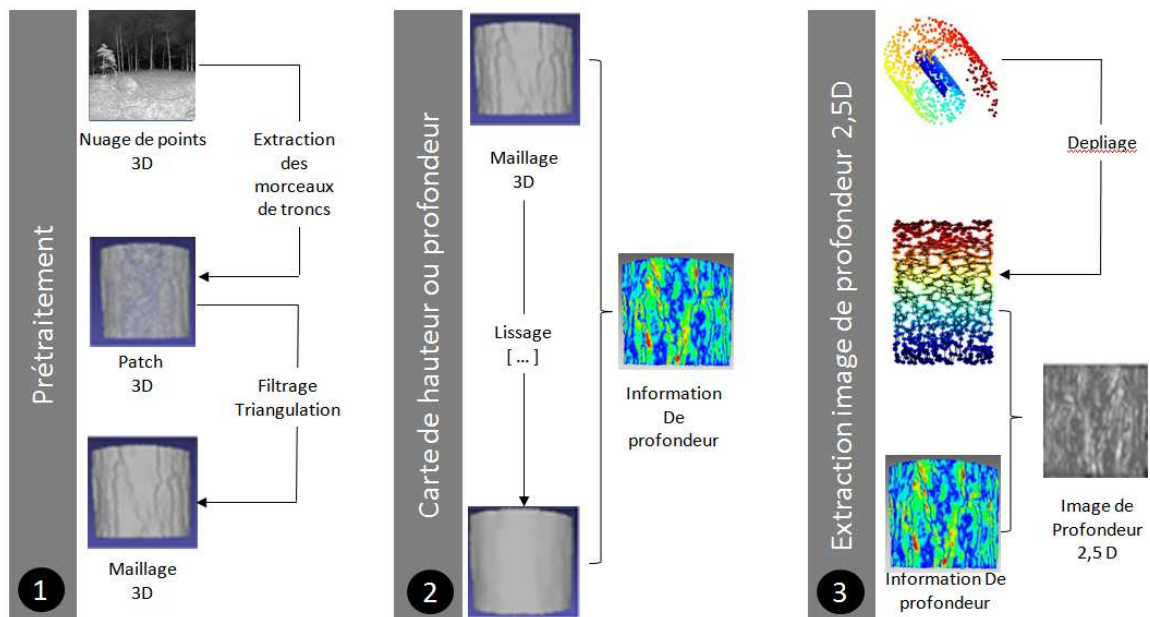 Prétraitement
1
Nuage de points
3D
Extraction
des
morceaux
de troncs
Patch
3D
Filtrage
Triangulation
Maillage
3D
Carte de hauteur ou profondeur
2
Maillage
3D
Lissage
[ ... ]
Information
De
profondeur
Extraction image de profondeur 2,5D
3
Depliage
Information De
profondeur
Image de
Profondeur
2,5 D